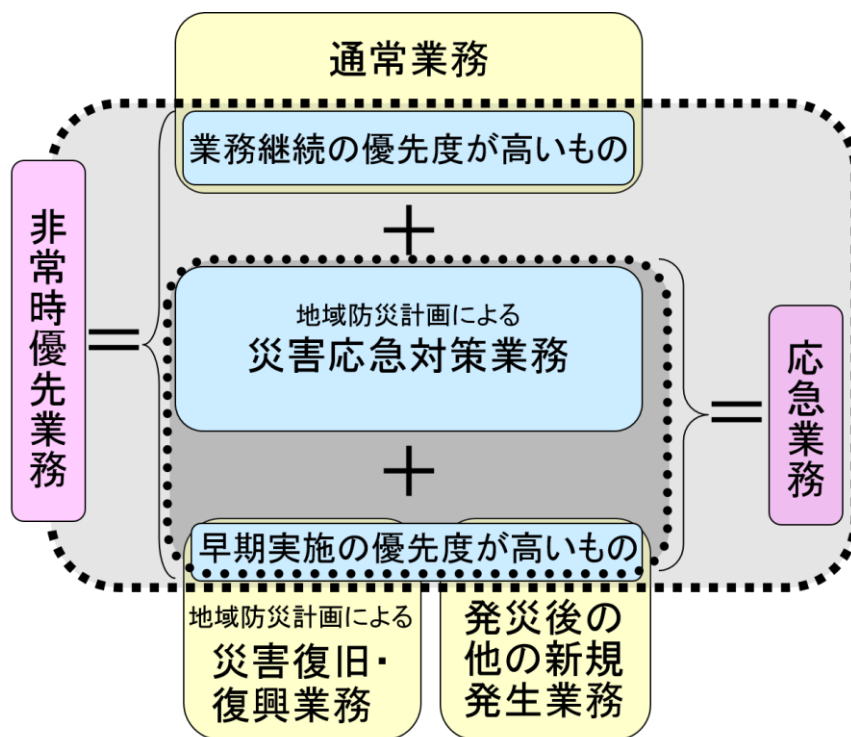 通常業務
業務継続の優先度が高いもの
+
非常時優先業務
=
地域防災計画による
災害応急対策業務
=
応急業務
+
早期実施の優先度が高いもの
地域防災計画による
災害復旧・
復興業務
発災後の
他の新規
発生業務